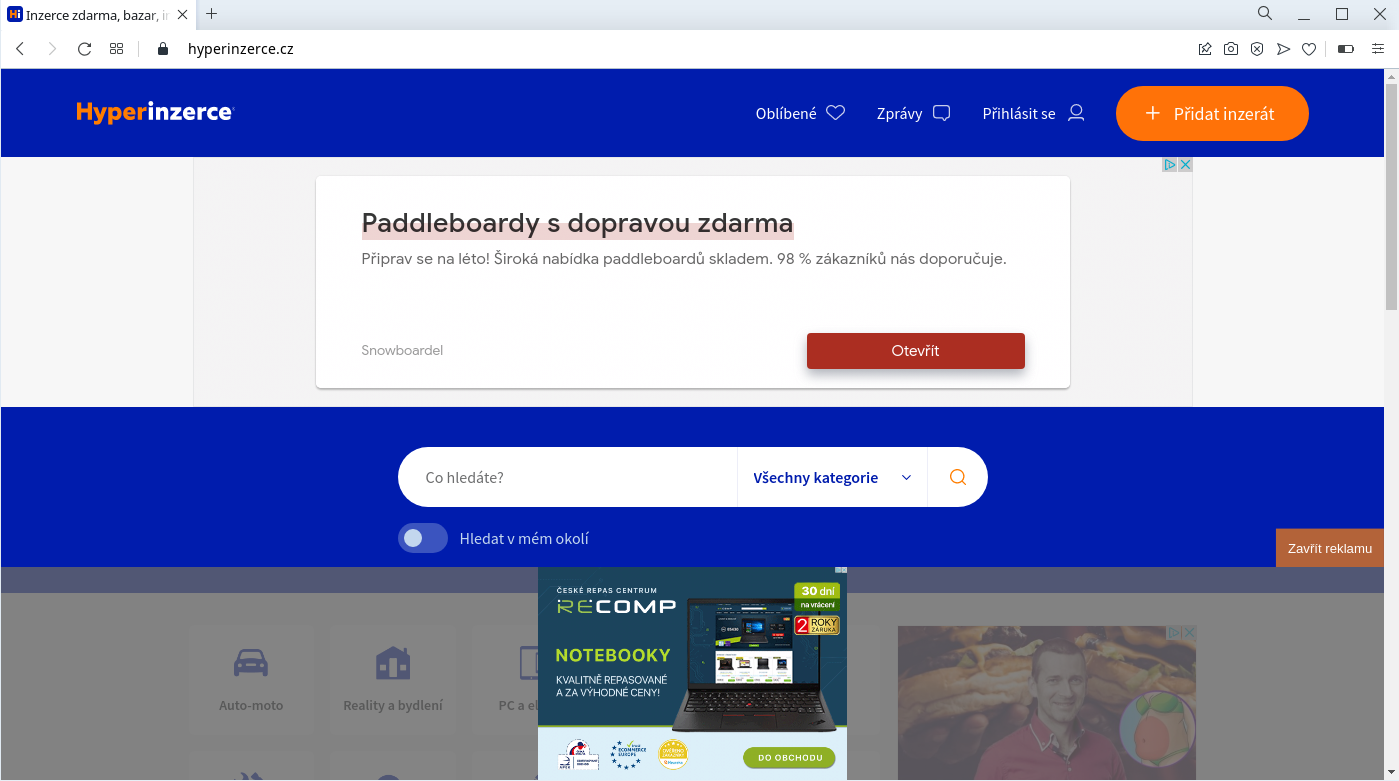 Inzerce zdarma, bazar, in
hyperinzerce.cz
Hyperinzerce
Oblíbené
Zprávy
Přihlásit se
Přidat inzerát
Paddleboardy s dopravou zdarma
Připrav se na léto! Široká nabídka paddleboardů skladem. 98 % zákazníků nás doporučuje.
Snowboardel
Otevřít
Co hledáte?
Všechny kategorie
Hledat v mém okolí
Zavřít reklamu
ČESKÉ REPAS CENTRUM
RECOMP
30 dní
na vrácení
2 ROKY
ZÁRUKA
NOTEBOOKY
KVALITNĚ REPASOVANÉ
A ZA VÝHODNÉ CENY!
DO OBCHODU
Auto-moto
Reality a bydlení
PC a el